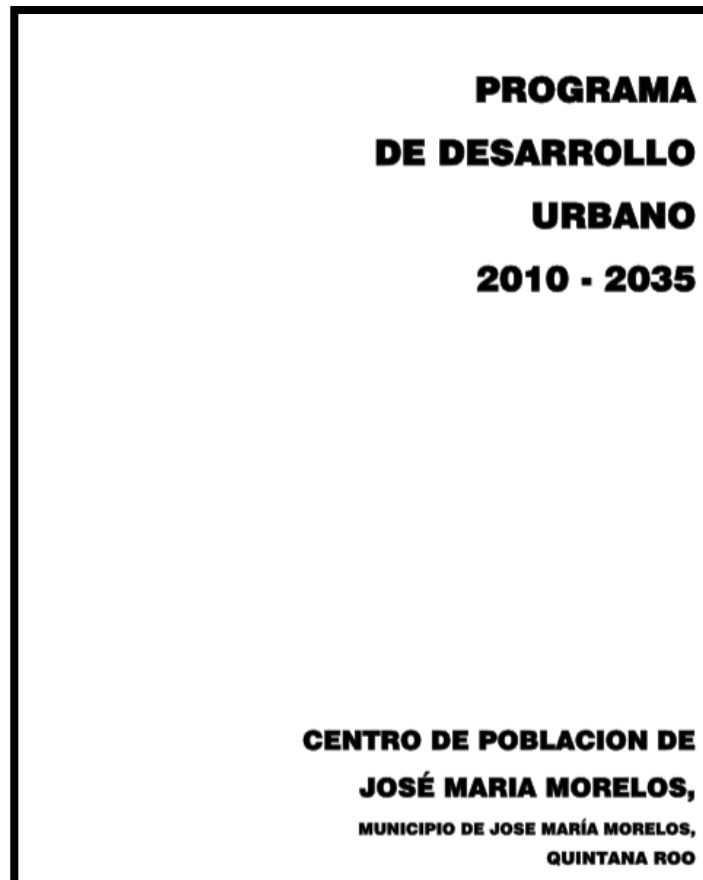 PROGRAMA
DE DESARROLLO
URBANO
2010 - 2035
CENTRO DE POBLACION DE
JOSÉ MARIA MORELOS,
MUNICIPIO DE JOSE MARÍA MORELOS,
QUINTANA ROO